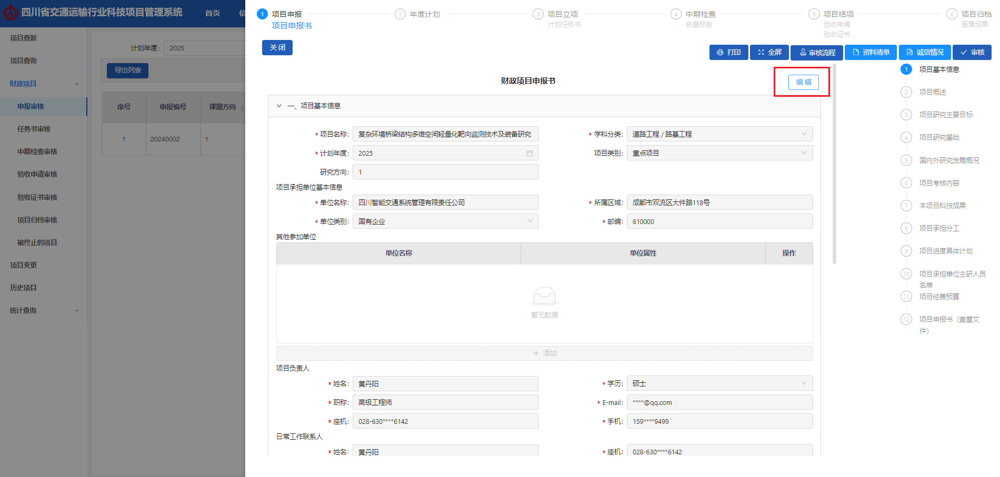 四川省交通运输行业科技项目管理系统
首页
项目查新
项目查询
财政项目
申报审核
任务书审核
中期检查审核
验收申请审核
验收证书审核
项目归档审核
被终止的项目
项目变更
历史项目
统计查询
计划年度: 2025
导出列表
序号 申报编号 课题方向
1 20240002 1
1 项目申报
项目申报书
2 年度计划
3 项目立项
计划任务书
4 中期检查
自查报告
5 项目结项
验收申请
验收证书
6 项目归档
查看成果
关 闭
打印 全屏 审核流程 资料清单 诚信情况 审核
财政项目申报书
编 辑
一、项目基本信息
* 项目名称: 复杂环境桥梁结构多维空间轻量化靶向监测技术及装备研究
* 学科分类: 道路工程 / 路基工程
* 计划年度: 2025
项目类别: 重点项目
研究方向: 1
项目承担单位基本信息
* 单位名称: 四川智能交通系统管理有限责任公司
* 所属区域: 成都市双流区大件路118号
* 单位类别: 国有企业
* 邮编: 610000
其他参加单位
单位名称 单位属性 操作
暂无数据
+ 添加
项目负责人
* 姓名: 黄丹阳
* 学历: 硕士
* 职称: 高级工程师
* E-mail: ****@qq.com
* 座机: 028-630****6142
* 手机: 159****9499
日常工作联系人
* 姓名: 黄丹阳
* 座机: 028-630****6142
1 项目基本信息
2 项目概述
3 项目研究主要目标
4 项目研究基础
5 国内外研究发展概况
6 项目考核内容
7 本项目科技成果
8 项目承担分工
9 项目进度具体计划
10 项目承担单位主研人员
名单
11 项目经费预算
12 项目申报书（盖章文
件）